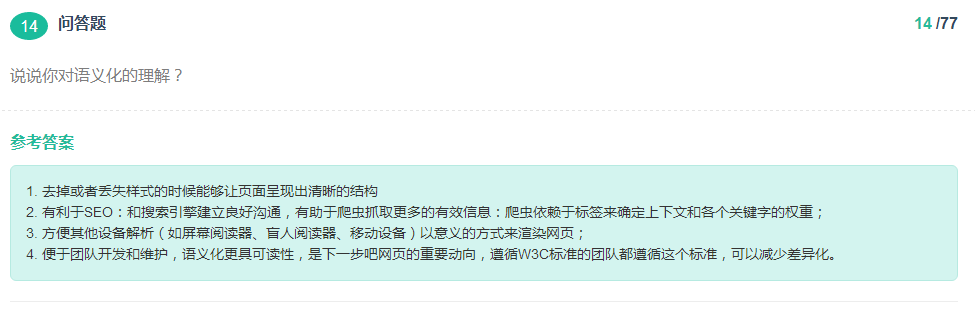 14 问答题 14 /77
说说你对语义化的理解？
参考答案
1. 去掉或者丢失样式的时候能够让页面呈现出清晰的结构
2. 有利于SEO：和搜索引擎建立良好沟通，有助于爬虫抓取更多的有效信息：爬虫依赖于标签来确定上下文和各个关键字的权重；
3. 方便其他设备解析（如屏幕阅读器、盲人阅读器、移动设备）以意义的方式来渲染网页；
4. 便于团队开发和维护，语义化更具可读性，是下一步吧网页的重要动向，遵循W3C标准的团队都遵循这个标准，可以减少差异化。